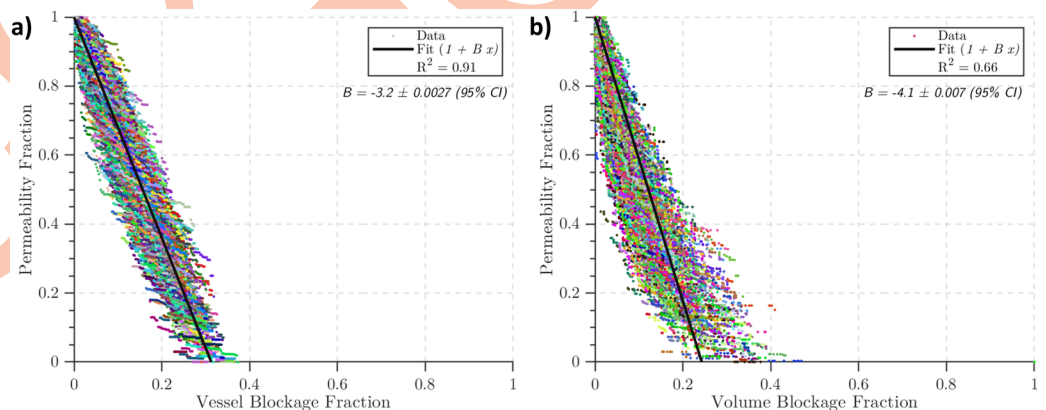 a)
Data
Fit (1 + B x)
R² = 0.91
B = -3.2 ± 0.0027 (95% CI)
Permeability Fraction
1
0.8
0.6
0.4
0.2
0
0
0.2
0.4
0.6
0.8
1
Vessel Blockage Fraction
b)
Data
Fit (1 + B x)
R² = 0.66
B = -4.1 ± 0.007 (95% CI)
Permeability Fraction
1
0.8
0.6
0.4
0.2
0
0
0.2
0.4
0.6
0.8
1
Volume Blockage Fraction